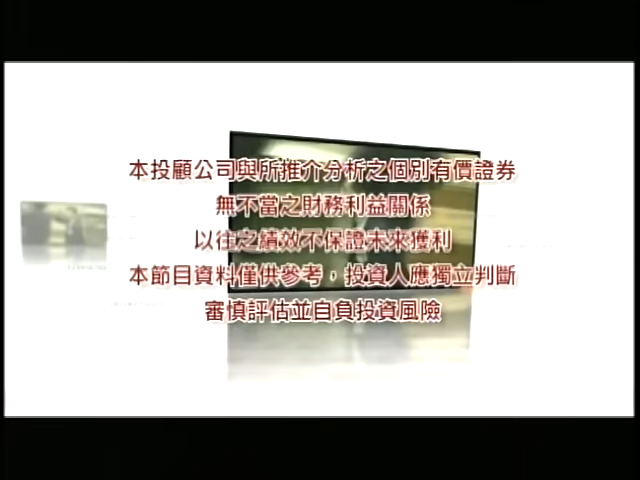 本投顧公司與所推介分析之個別有價證券
無不當之財務利益關係
以往之績效不保證未來獲利
本節目資料僅供參考，投資人應獨立判斷
審慎評估並自負投資風險